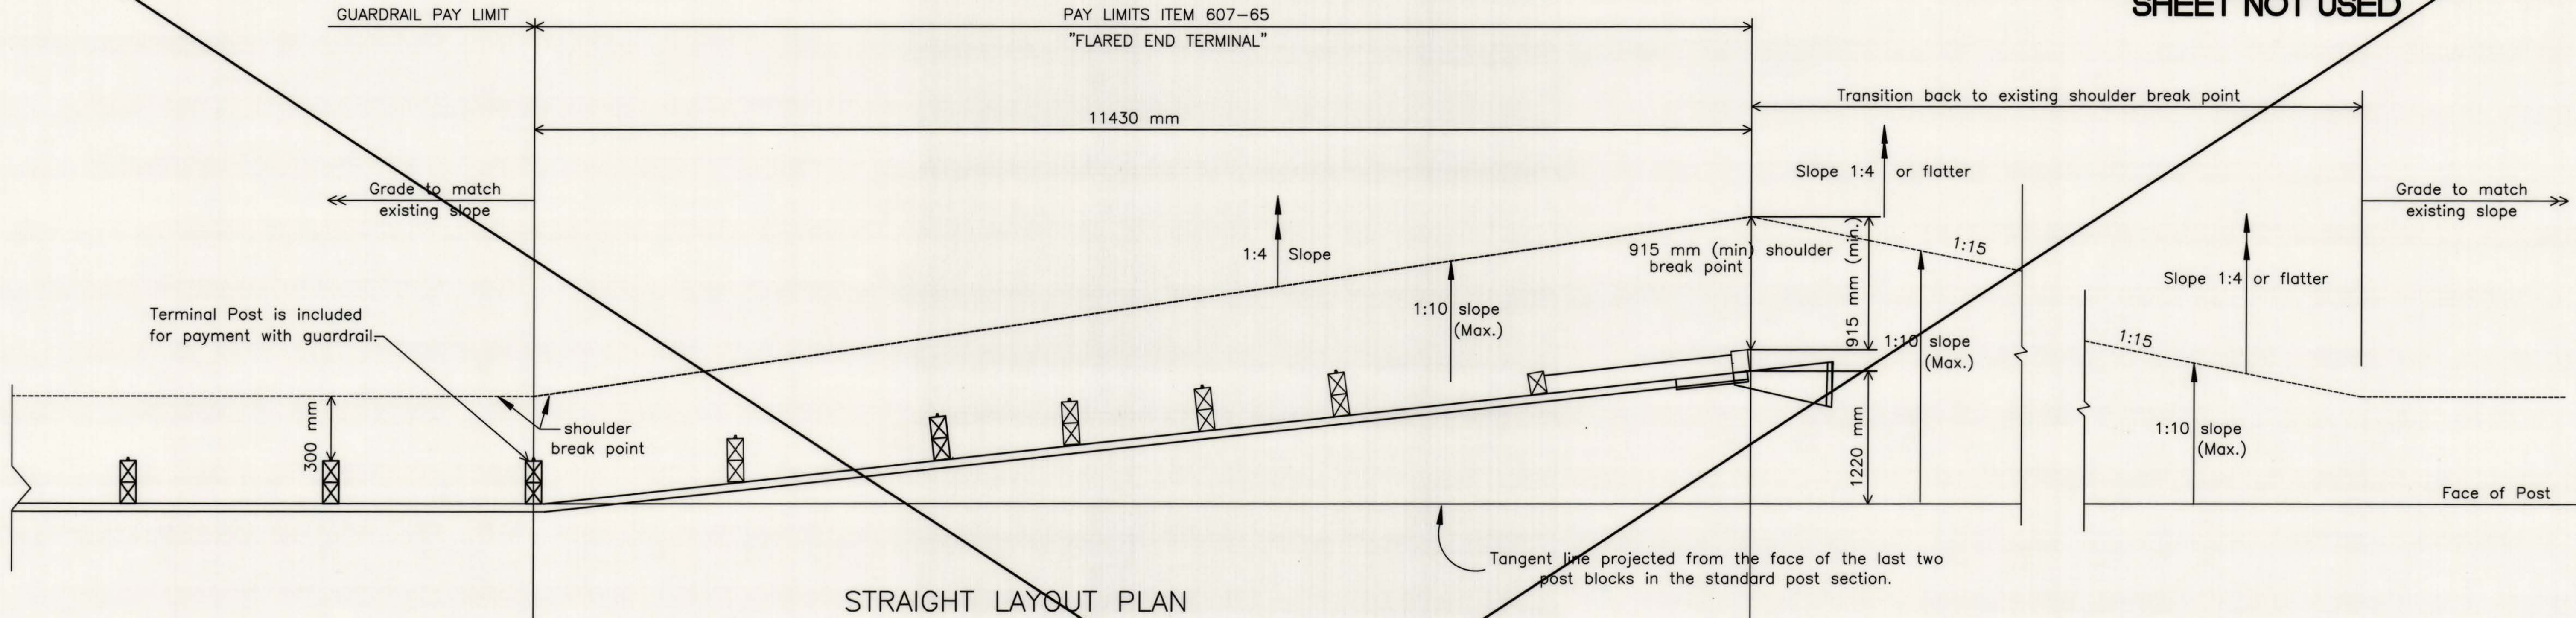 SHEET NOT USED
GUARDRAIL PAY LIMIT
PAY LIMITS ITEM 607-65
"FLARED END TERMINAL"
Transition back to existing shoulder break point
11430 mm
Slope 1:4 or flatter
Grade to match
existing slope
Grade to match
existing slope
1:4 Slope
915 mm (min) shoulder
break point
915 mm (min.)
1:15
Slope 1:4 or flatter
1:10 slope
(Max.)
Terminal Post is included
for payment with guardrail.
1:10 slope
(Max.)
1:15
300 mm
shoulder
break point
1220 mm
1:10 slope
(Max.)
Face of Post
Tangent line projected from the face of the last two
post blocks in the standard post section.
STRAIGHT LAYOUT PLAN